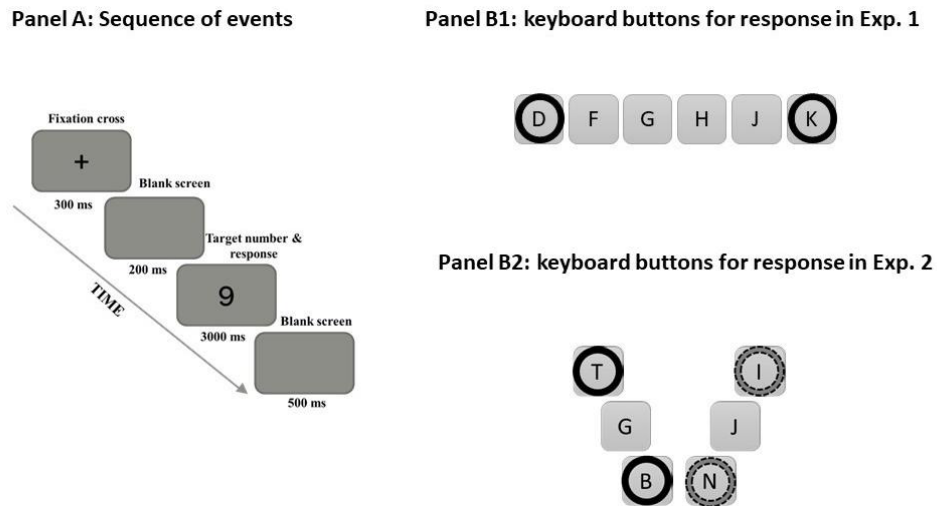 Panel A: Sequence of events
Fixation cross
+
300 ms
Blank screen
200 ms
Target number &
response
9
3000 ms
Blank screen
500 ms
TIME
Panel B1: keyboard buttons for response in Exp. 1
D F G H J K
Panel B2: keyboard buttons for response in Exp. 2
T I
G J
B N